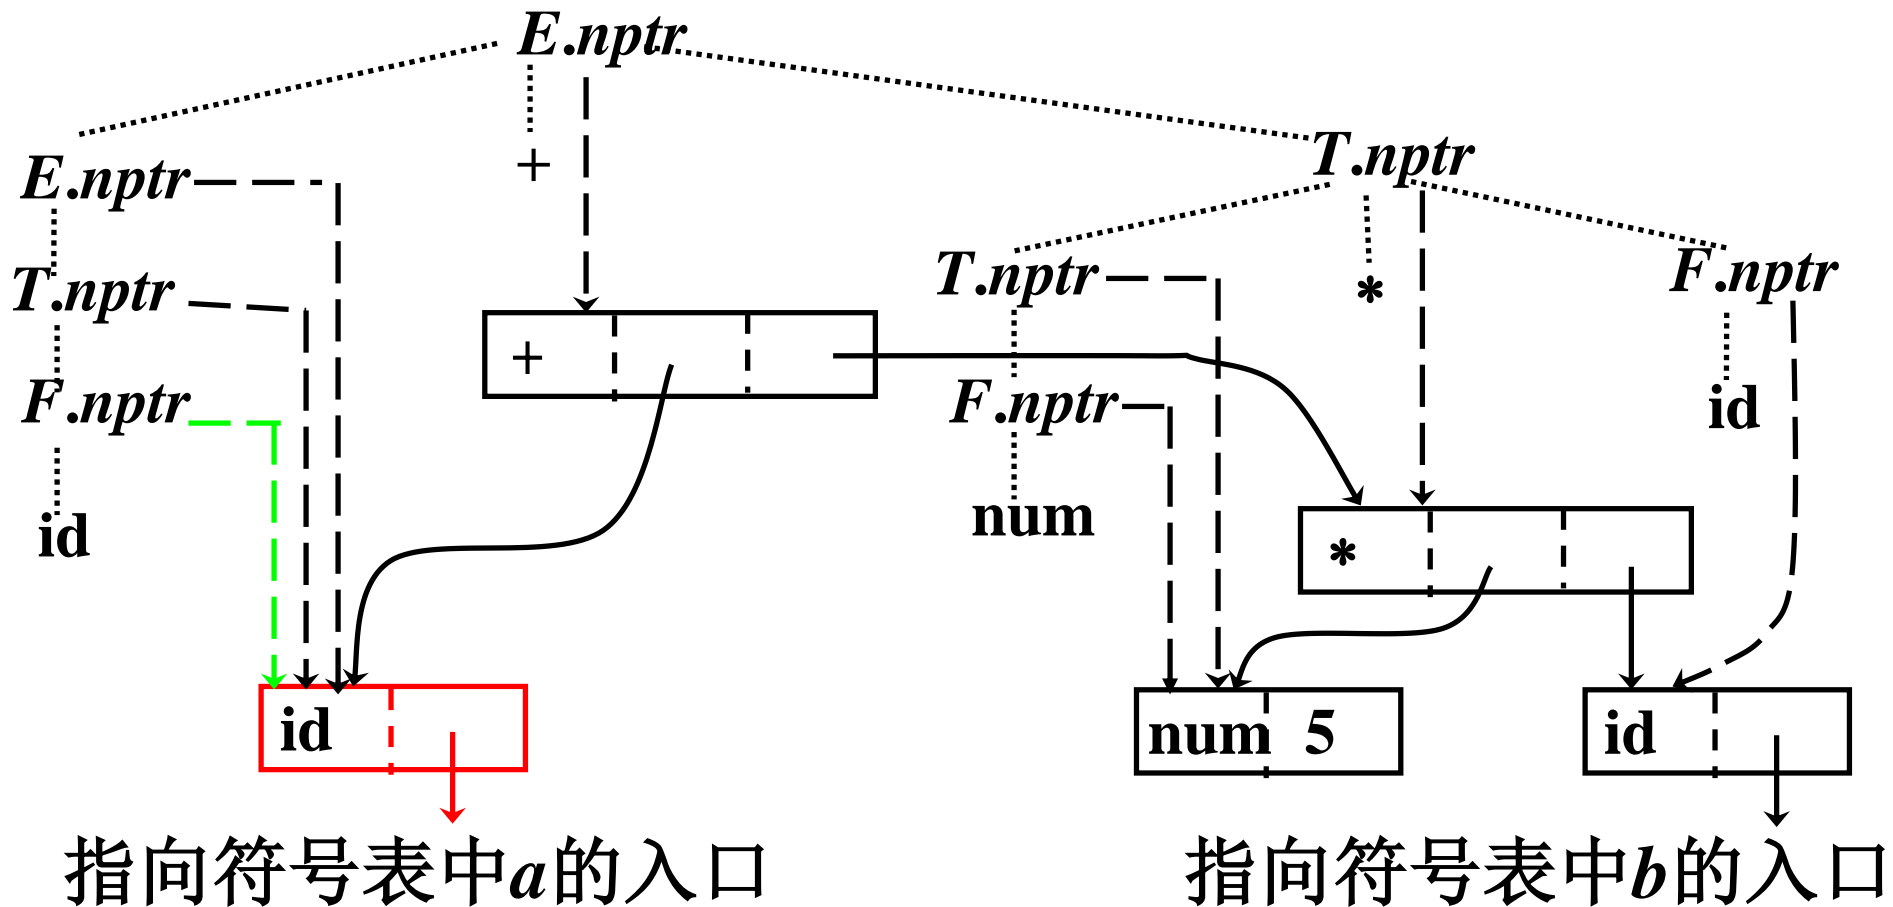 E.nptr
+
T.nptr
E.nptr
T.nptr
*
F.nptr
T.nptr
+
F.nptr
F.nptr
id
id
num
*
id
num 5
id
指向符号表中a的入口
指向符号表中b的入口